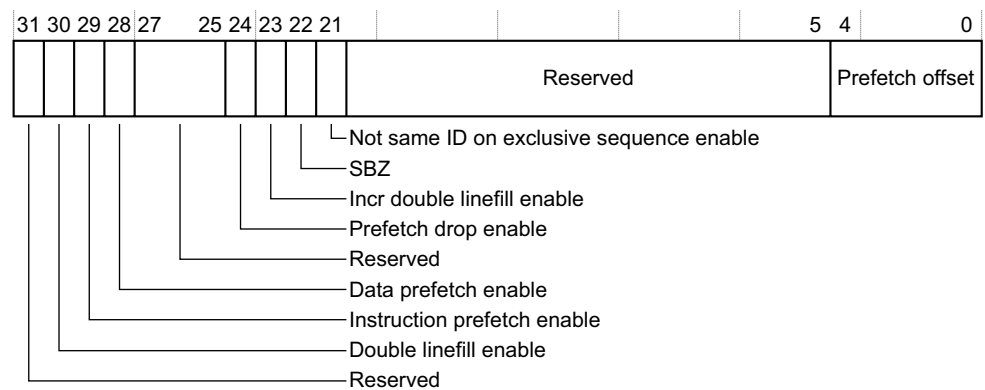 31 30 29 28 27 25 24 23 22 21 5 4 0
Reserved Prefetch offset
Not same ID on exclusive sequence enable
SBZ
Incr double linefill enable
Prefetch drop enable
Reserved
Data prefetch enable
Instruction prefetch enable
Double linefill enable
Reserved